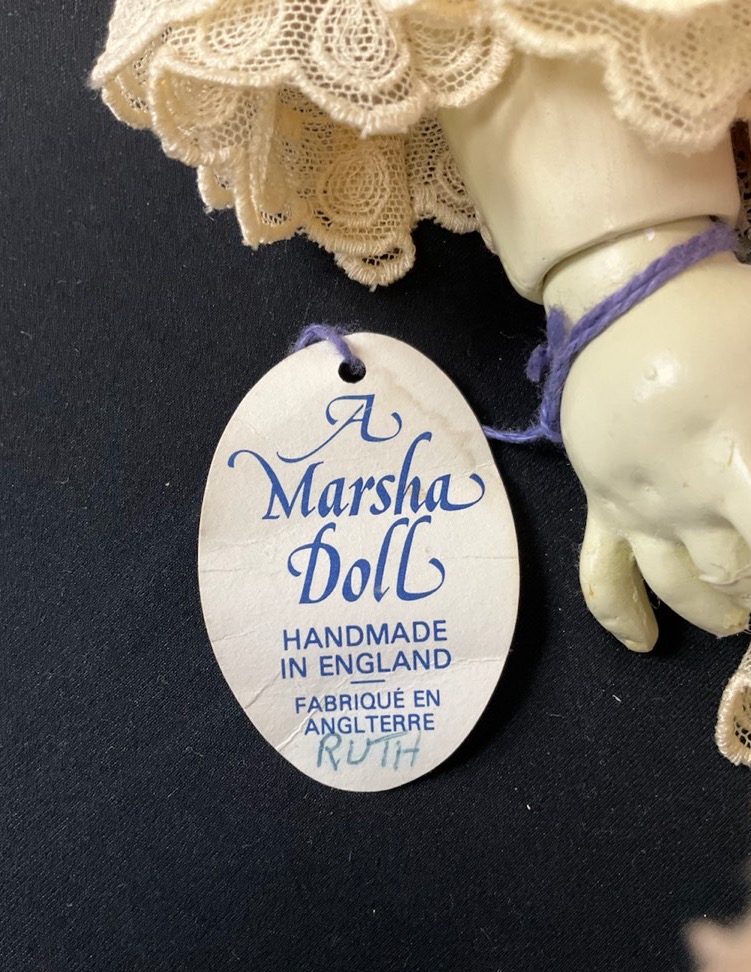 A
Marsha
Doll
HANDMADE
IN ENGLAND
FABRIQUÉ EN
ANGLTERRE
RUTH